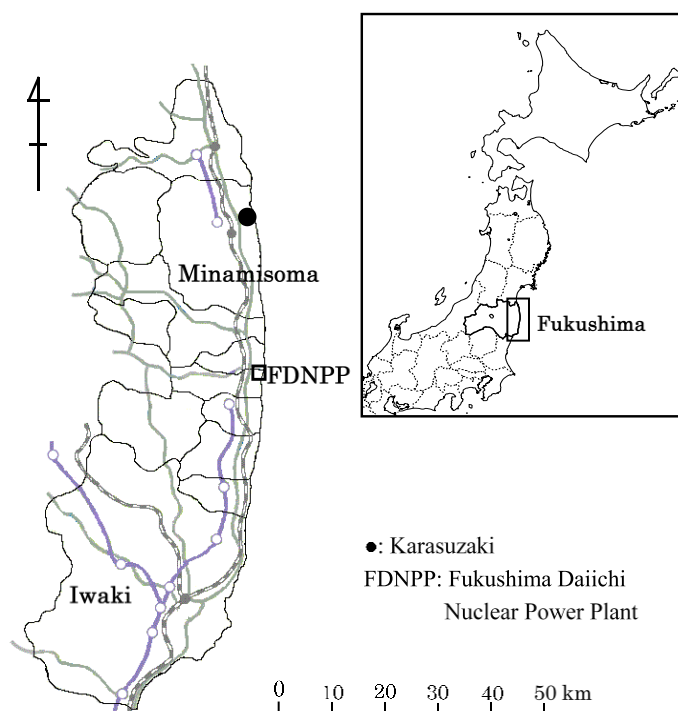 Minamisoma
Fukushima
FDNPP
●: Karasuzaki
FDNPP: Fukushima Daiichi
Nuclear Power Plant
Iwaki
0 10 20 30 40 50 km